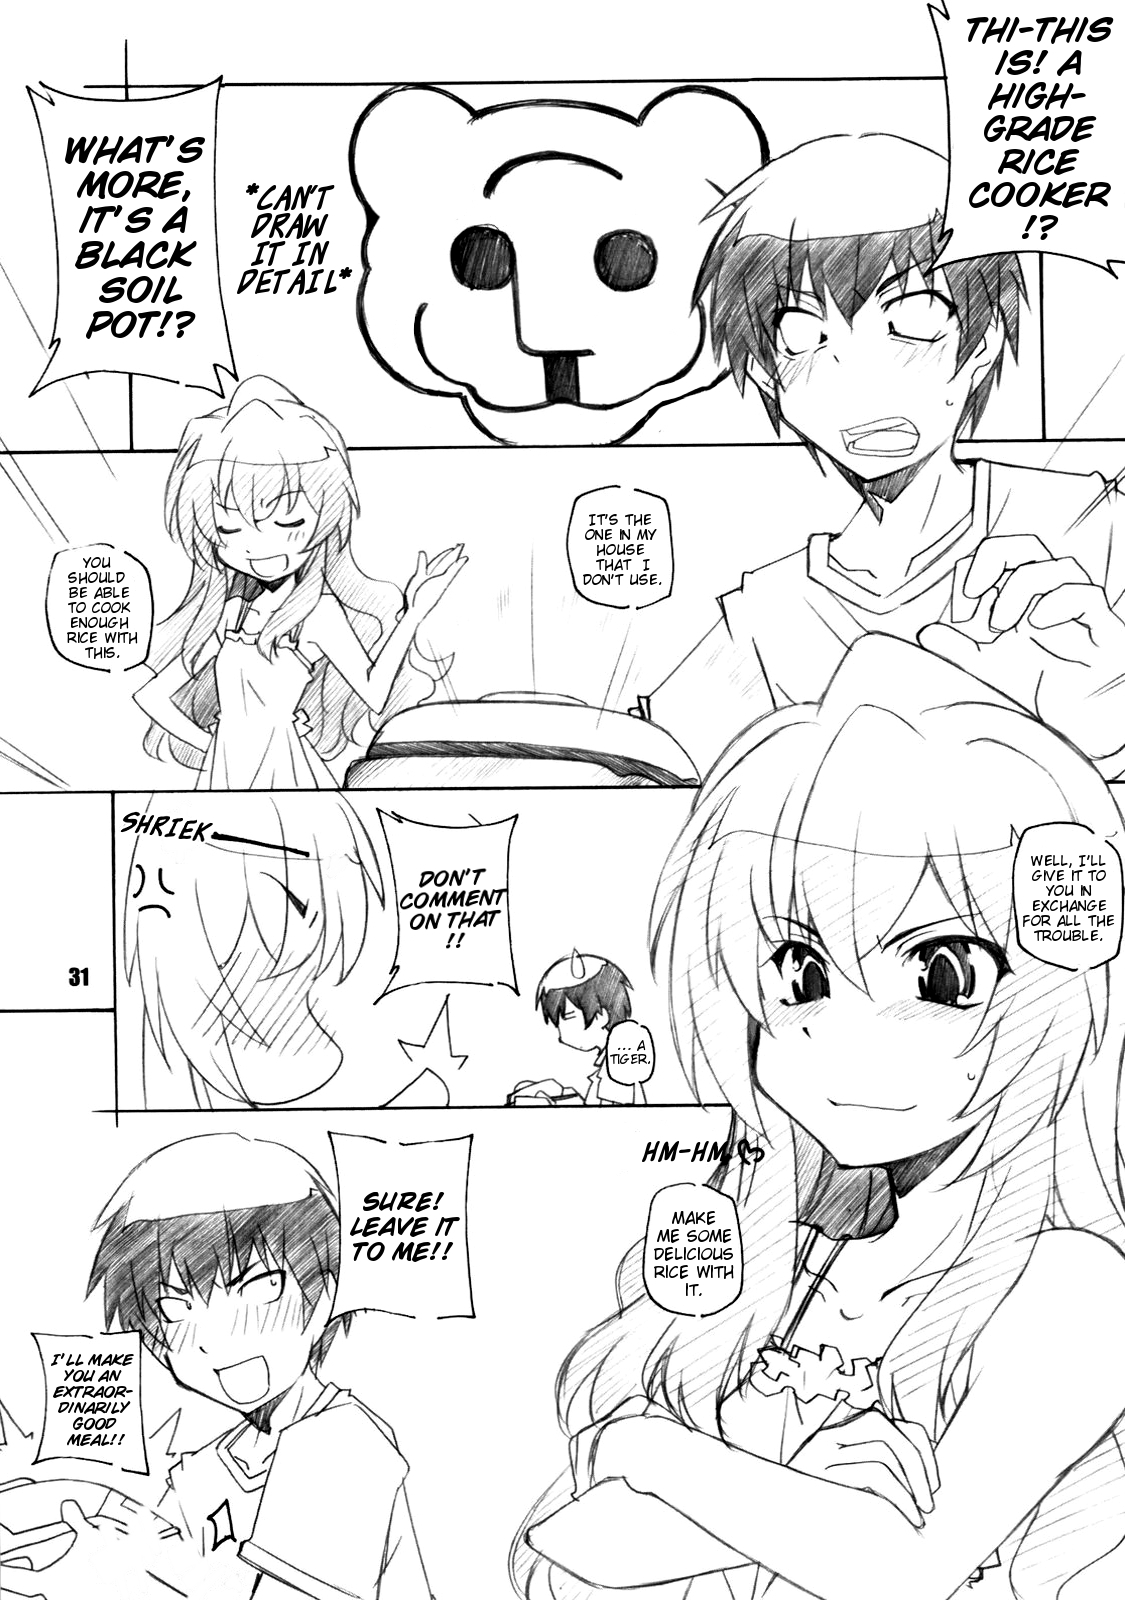 THI-THIS
IS! A
HIGH-
GRADE
RICE
COOKER
!?
WHAT'S
MORE,
IT'S A
BLACK
SOIL
POT!?
*CAN'T
DRAW
IT IN
DETAIL*
IT'S THE
ONE IN MY
HOUSE
THAT I
DON'T USE.
YOU
SHOULD
BE ABLE
TO COOK
ENOUGH
RICE WITH
THIS.
WELL, I'LL
GIVE IT TO
YOU IN
EXCHANGE
FOR ALL THE
TROUBLE.
... A
TIGER.
DON'T
COMMENT
ON THAT
!!
SHRIEK
31
HM-HM
MAKE
ME SOME
DELICIOUS
RICE WITH
IT.
SURE!
LEAVE IT
TO ME!!
I'LL MAKE
YOU AN
EXTRAOR-
DINARILY
GOOD
MEAL!!